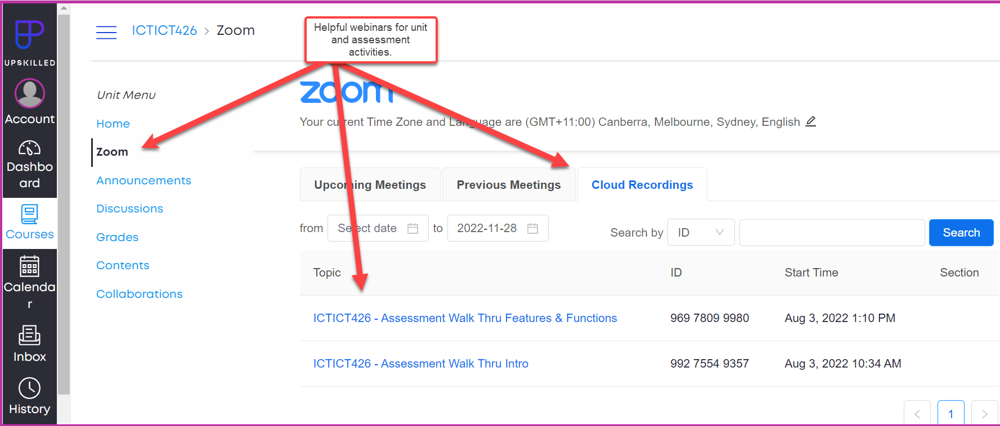 UPSKILLED
Account
Dashbo
ard
Courses
Calenda
r
Inbox
History
ICTICT426 > Zoom
Helpful webinars for unit
and assessment
activities.
Unit Menu
Home
Zoom
Announcements
Discussions
Grades
Contents
Collaborations
zoom
Your current Time Zone and Language are (GMT+11:00) Canberra, Melbourne, Sydney, English
Upcoming Meetings Previous Meetings Cloud Recordings
from Select date to 2022-11-28 Search by ID Search
Topic ID Start Time Section
ICTICT426 - Assessment Walk Thru Features & Functions 969 7809 9980 Aug 3, 2022 1:10 PM
ICTICT426 - Assessment Walk Thru Intro 992 7554 9357 Aug 3, 2022 10:34 AM
< 1 >